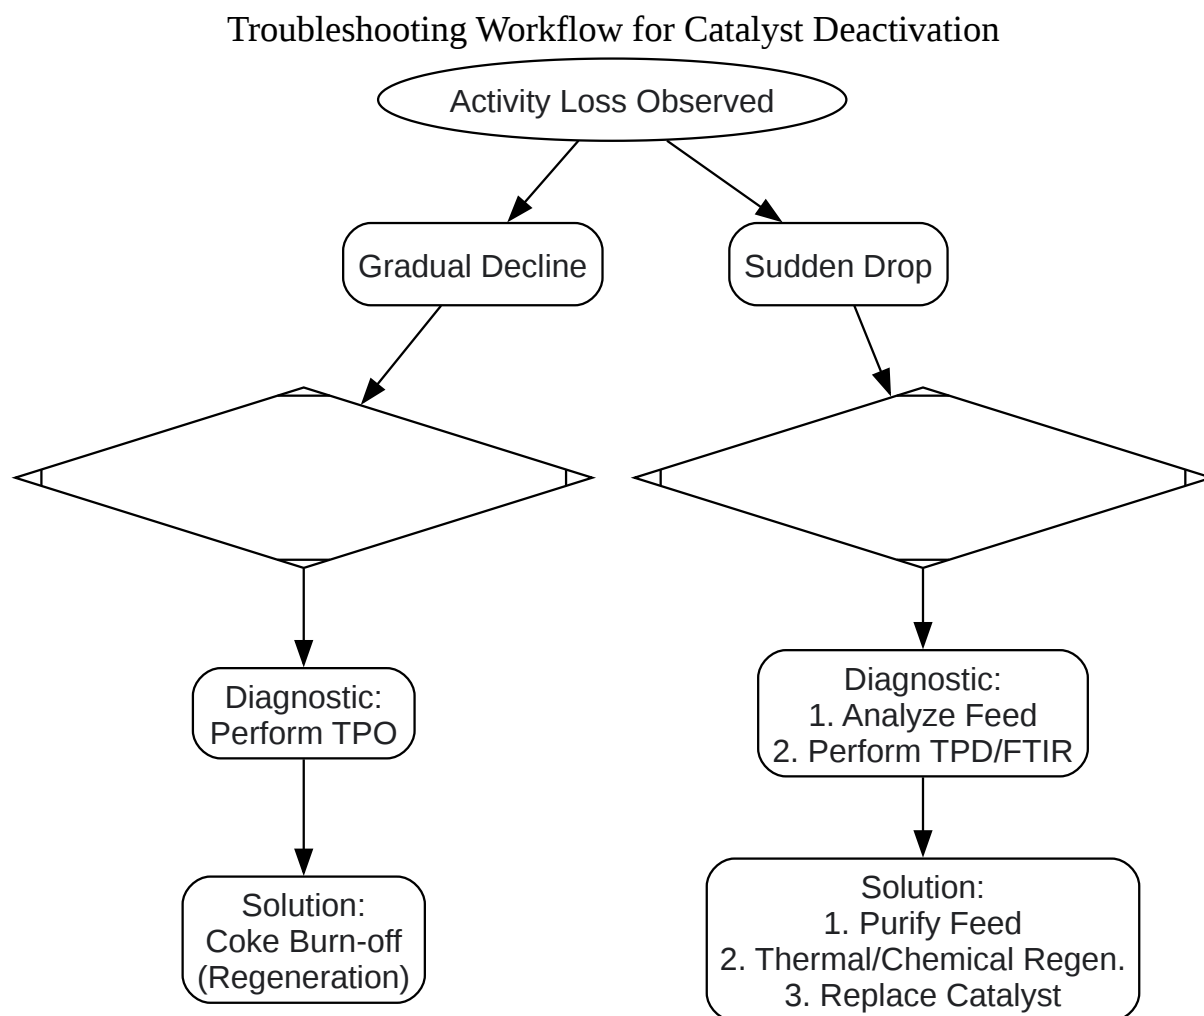 Troubleshooting Workflow for Catalyst Deactivation
Activity Loss Observed
Gradual Decline
Sudden Drop
Diagnostic:
Perform TPO
Diagnostic:
1. Analyze Feed
2. Perform TPD/FTIR
Solution:
Coke Burn-off
(Regeneration)
Solution:
1. Purify Feed
2. Thermal/Chemical Regen.
3. Replace Catalyst